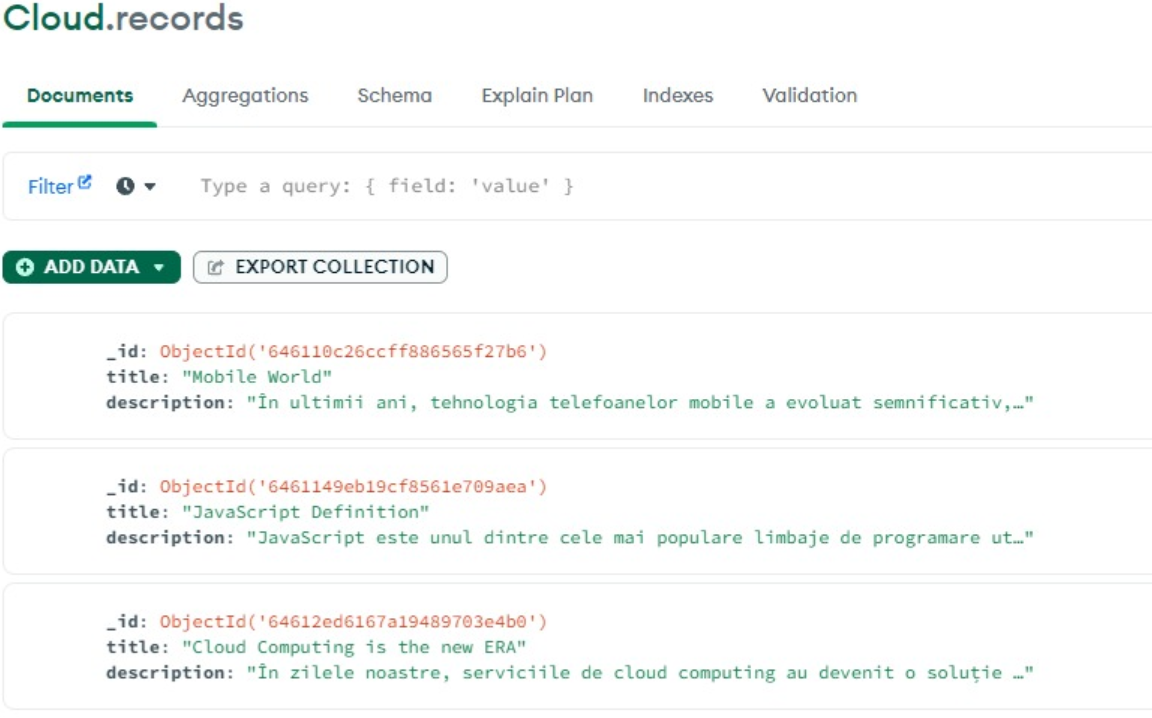 Cloud.records
Documents Aggregations Schema Explain Plan Indexes Validation
Filter Type a query: { field: 'value' }
ADD DATA EXPORT COLLECTION
_id: ObjectId('646110c26ccff886565f27b6')
title: "Mobile World"
description: "În ultimii ani, tehnologia telefoanelor mobile a evoluat semnificativ,…"
_id: ObjectId('6461149eb19cf8561e709aea')
title: "JavaScript Definition"
description: "JavaScript este unul dintre cele mai populare limbaje de programare ut…"
_id: ObjectId('64612ed6167a19489703e4b0')
title: "Cloud Computing is the new ERA"
description: "În zilele noastre, serviciile de cloud computing au devenit o soluție …"